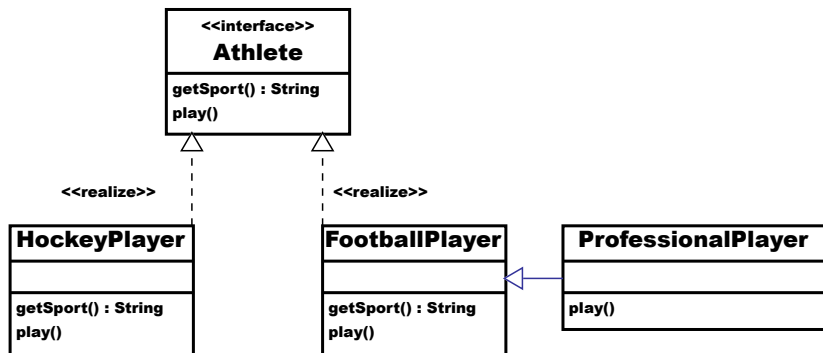 <<interface>>
Athlete
getSport() : String
play()
<<realize>>
<<realize>>
HockeyPlayer
getSport() : String
play()
FootballPlayer
getSport() : String
play()
ProfessionalPlayer
play()